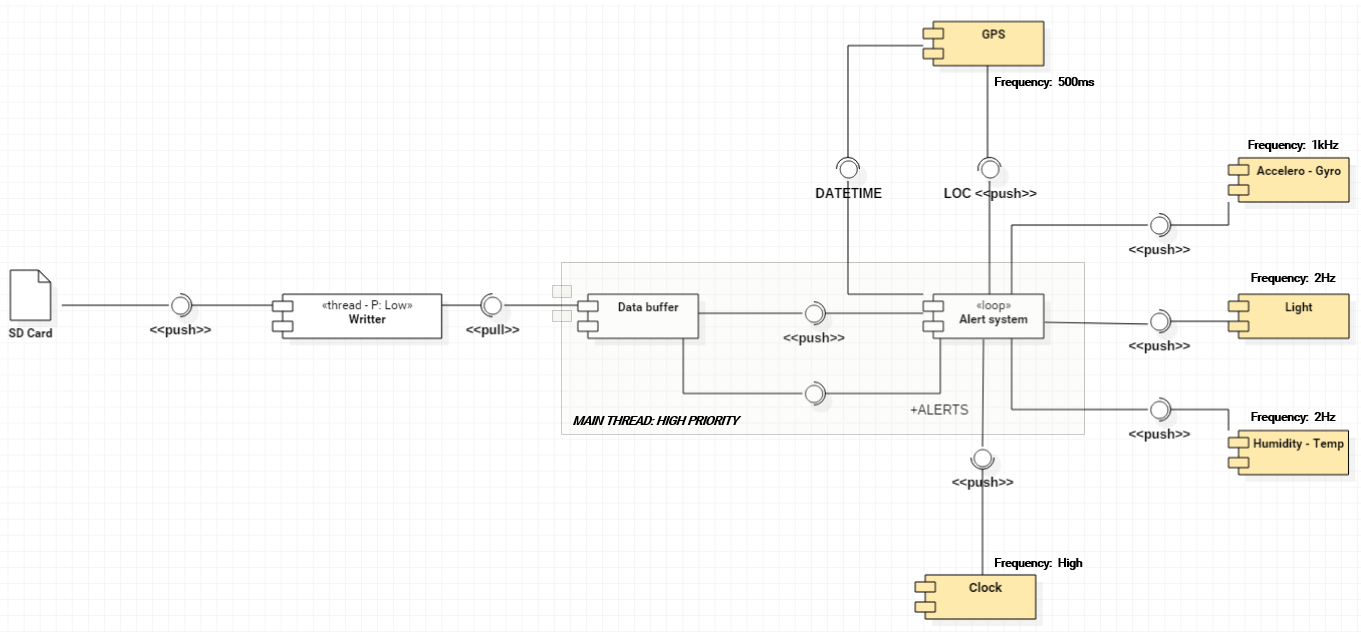 GPS
Frequency: 500ms
Frequency: 1kHz
Accelero - Gyro
DATETIME
LOC <<push>>
<<push>>
Frequency: 2Hz
«thread - P: Low»
Writter
Data buffer
«loop»
Alert system
Light
SD Card
<<push>>
<<pull>>
<<push>>
<<push>>
+ALERTS
Frequency: 2Hz
MAIN THREAD: HIGH PRIORITY
<<push>>
Humidity - Temp
<<push>>
Frequency: High
Clock